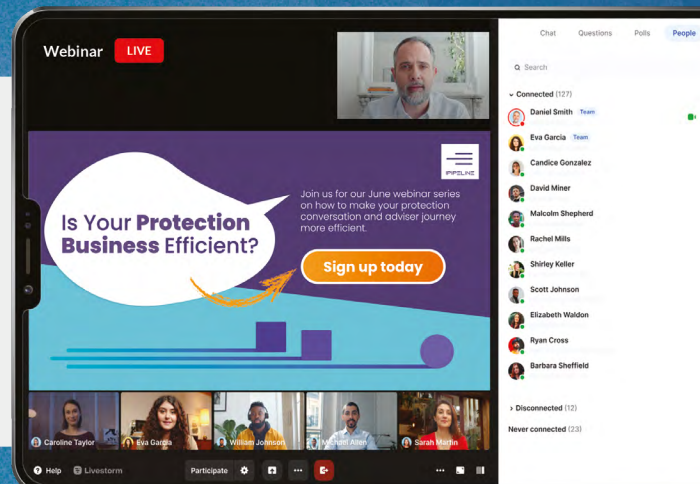 Webinar LIVE
IPIPELINE
Is Your Protection
Business Efficient?
Join us for our June webinar series
on how to make your protection
conversation and adviser journey
more efficient.
Sign up today
Caroline Taylor
Eva Garcia
William Johnson
Michael Allen
Sarah Martin
Help
Livestorm
Participate
Chat Questions Polls People
Search
Connected (127)
Daniel Smith Team
Eva Garcia Team
Candice Gonzalez
David Miner
Malcolm Shepherd
Rachel Mills
Shirley Keller
Scott Johnson
Elizabeth Waldon
Ryan Cross
Barbara Sheffield
Disconnected (12)
Never connected (23)